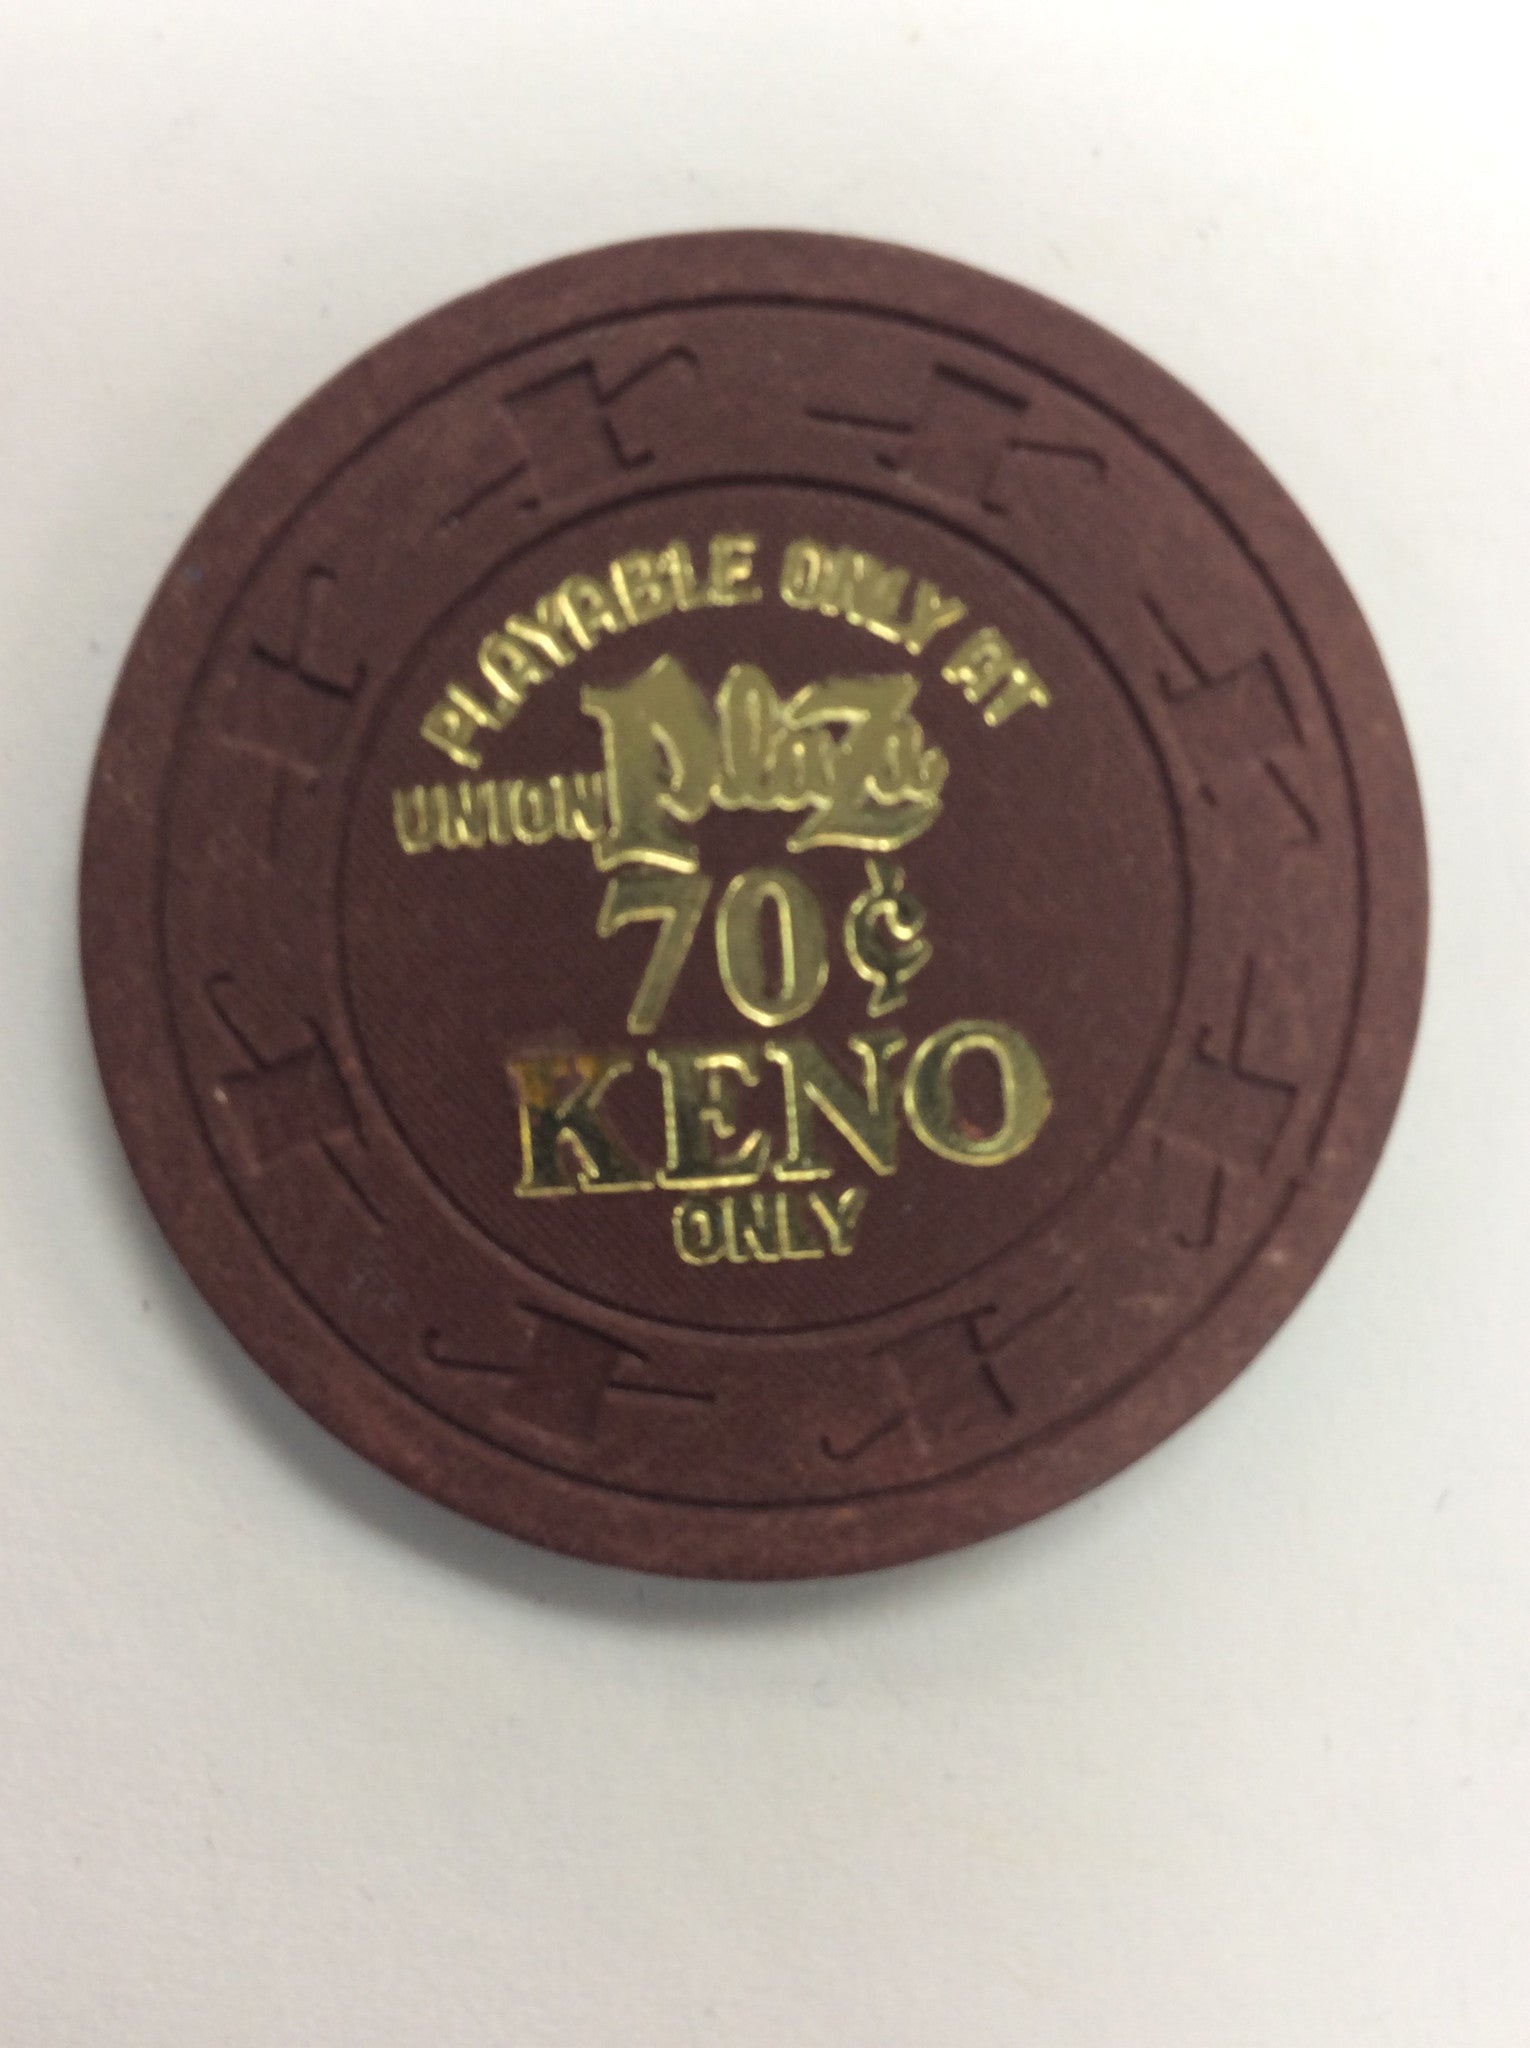 PLAYABLE ONLY AT
UNION Plaza
70¢
KENO
ONLY